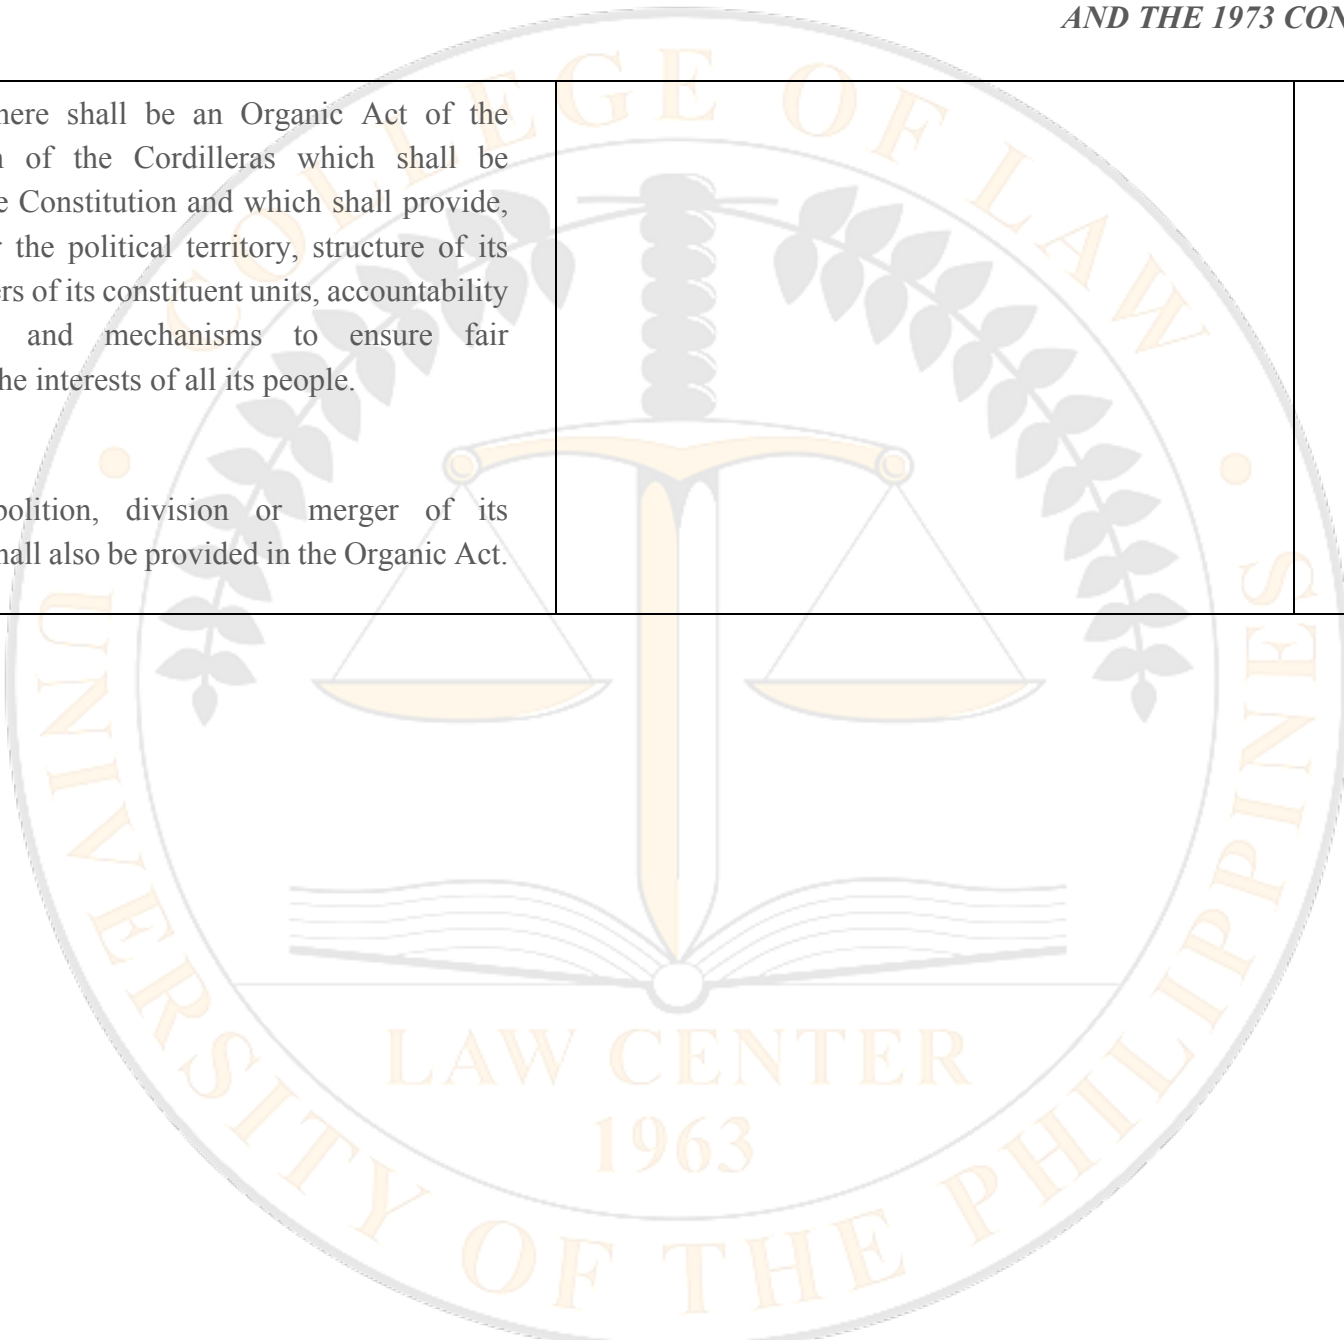 AND THE 1973 CON
here shall be an Organic Act of the
of the Cordilleras which shall be
e Constitution and which shall provide,
the political territory, structure of its
ers of its constituent units, accountability
and mechanisms to ensure fair
he interests of all its people.
olition, division or merger of its
hall also be provided in the Organic Act.
COLLEGE OF LAW
LAW CENTER
1963
UNIVERSITY OF THE PHILIPPINES